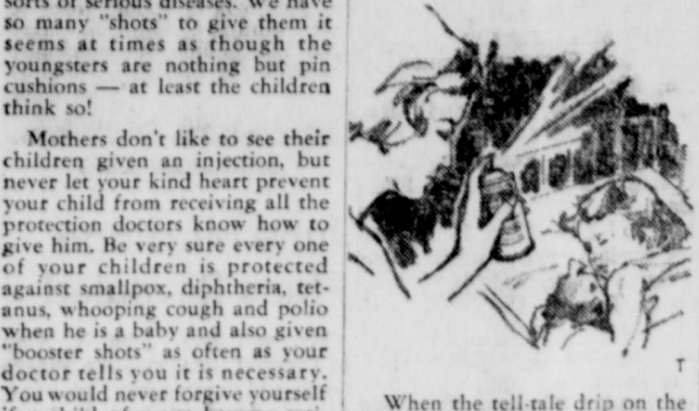 sorts of serious diseases. We have
so many "shots" to give them it
seems at times as though the
youngsters are nothing but pin
cushions — at least the children
think so!
Mothers don't like to see their
children given an injection, but
never let your kind heart prevent
your child from receiving all the
protection doctors know how to
give him. Be very sure every one
of your children is protected
against smallpox, diphtheria, tet-
anus, whooping cough and polio
when he is a baby and also given
"booster shots" as often as your
doctor tells you it is necessary.
You would never forgive yourself
T
When the tell-tale drip on the